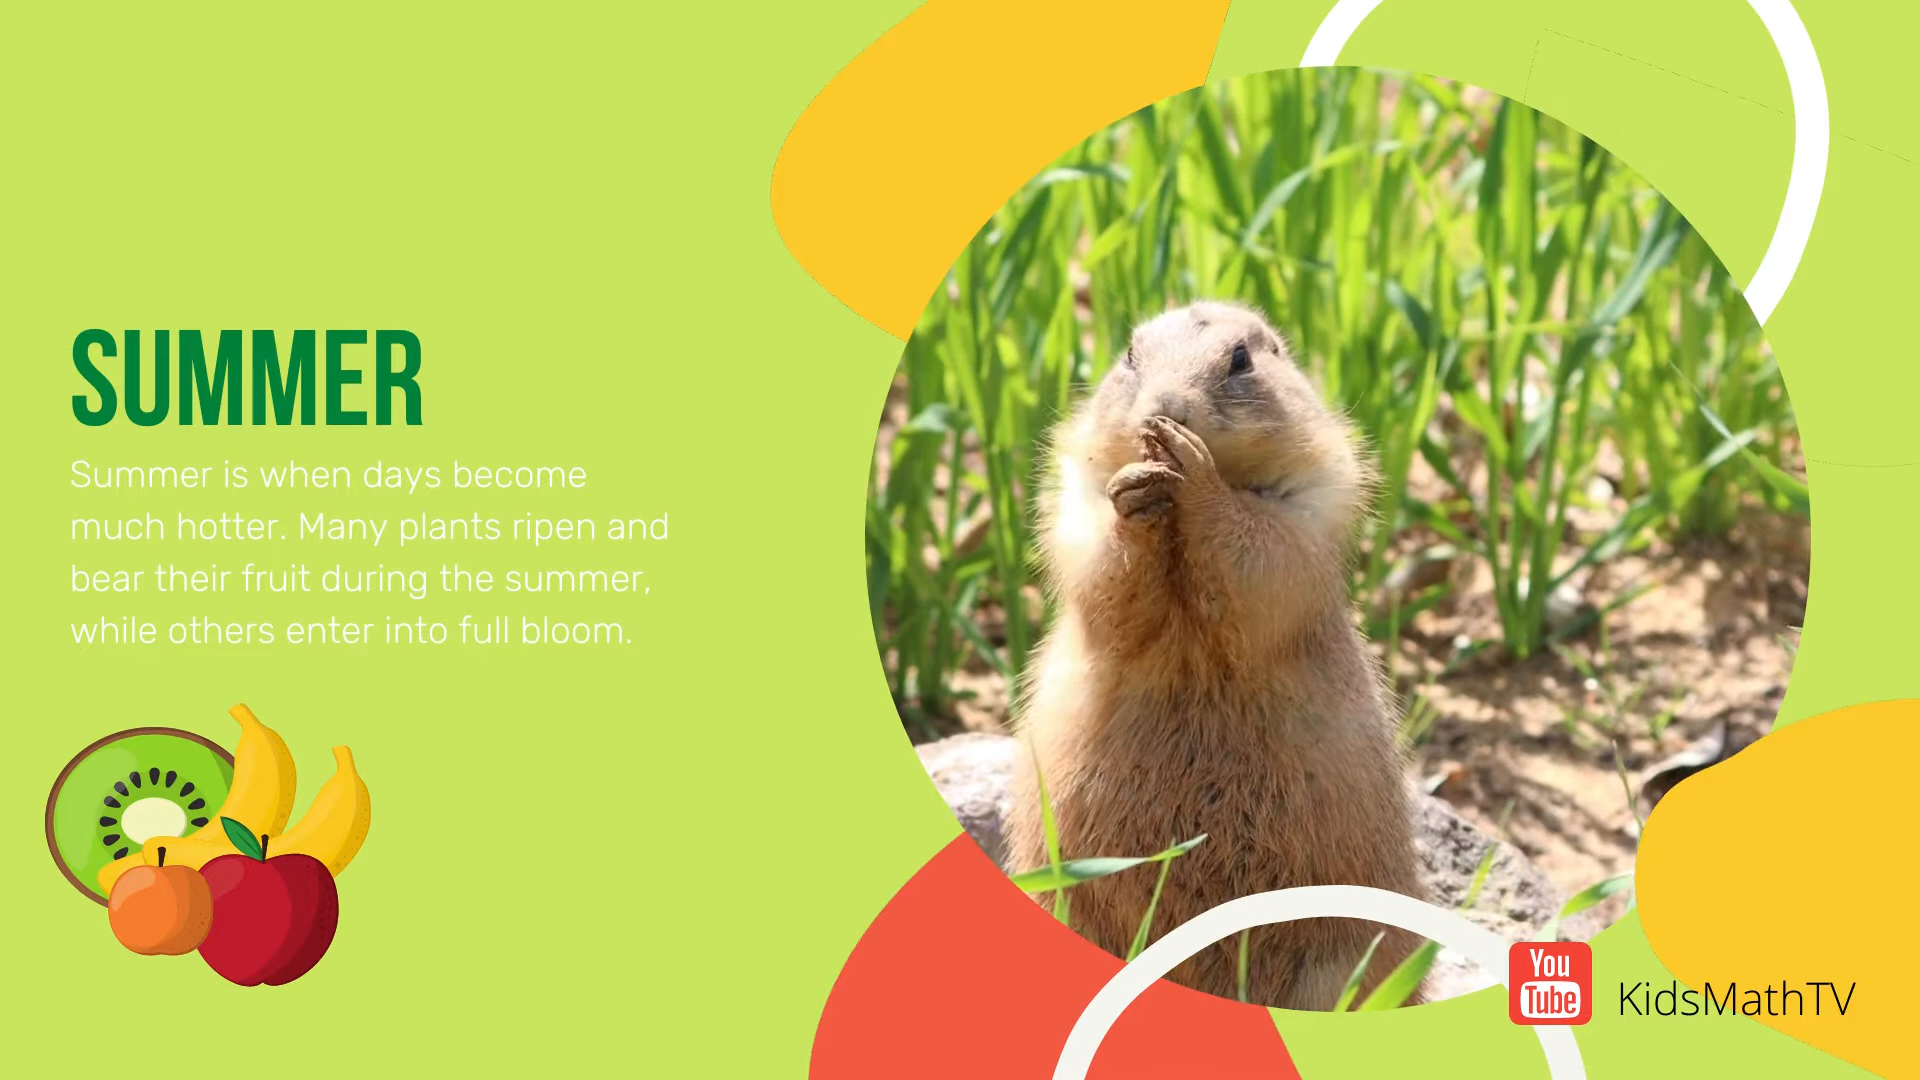 SUMMER
Summer is when days become
much hotter. Many plants ripen and
bear their fruit during the summer,
while others enter into full bloom.
You
Tube
KidsMathTV